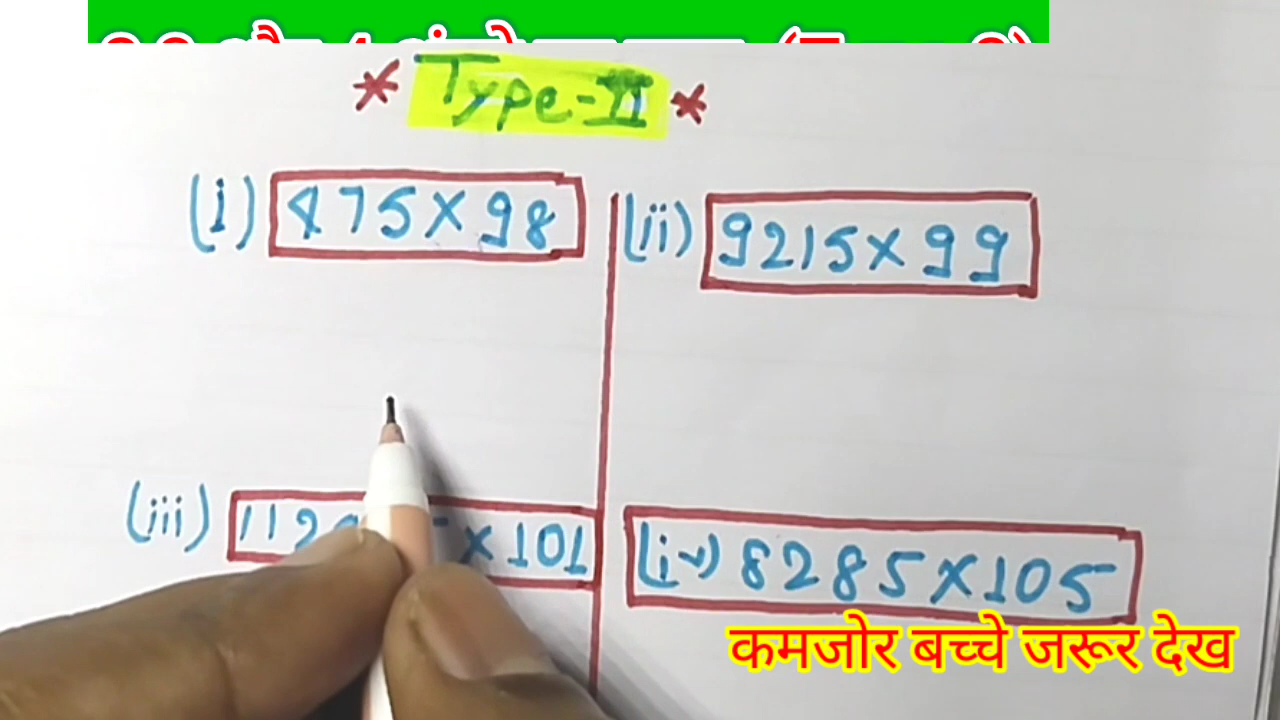 * Type-II *
(i) 475×98
(ii) 9215×99
(iii) ×101
(iv) 8285×105
कमजोर बच्चे जरूर देख